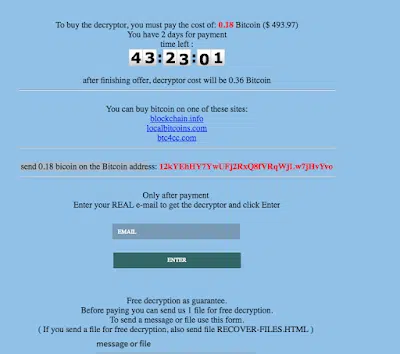 To buy the decryptor, you must pay the cost of: 0.18 Bitcoin ($ 493.97)
You have 2 days for payment
time left :
43:23:01
after finishing offer, decryptor cost will be 0.36 Bitcoin
You can buy bitcoin on one of these sites:
blockchain.info
localbitcoins.com
btc4cc.com
send 0.18 bicoin on the Bitcoin address:
Only after payment
Enter your REAL e-mail to get the decryptor and click Enter
EMAIL
ENTER
Free decryption as guarantee.
Before paying you can send us 1 file for free decryption.
To send a message or file use this form.
( If you send a file for free decryption, also send file RECOVER-FILES.HTML )
message or file